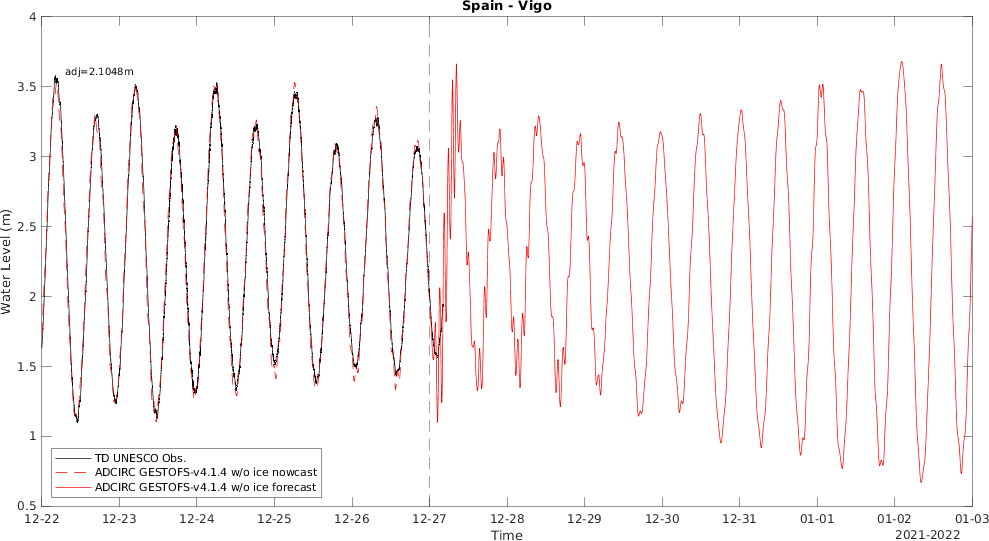 Spain - Vigo
4
3.5
3
2.5
2
1.5
1
0.5
Water Level (m)
adj=2.1048m
TD UNESCO Obs.
ADCIRC GESTOFS-v4.1.4 w/o ice nowcast
ADCIRC GESTOFS-v4.1.4 w/o ice forecast
12-22 12-23 12-24 12-25 12-26 12-27 12-28 12-29 12-30 12-31 01-01 01-02 01-03
Time
2021-2022